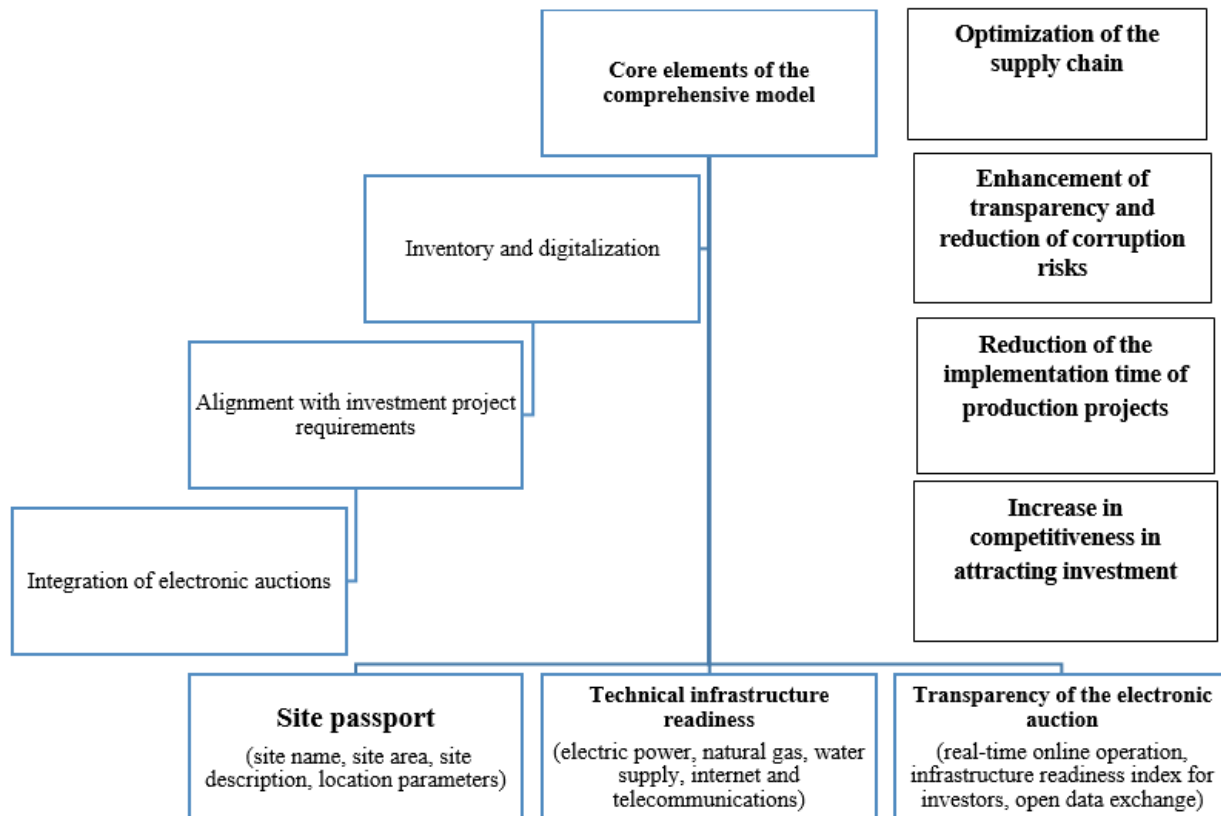 Core elements of the
comprehensive model
Optimization of the
supply chain
Inventory and digitalization
Enhancement of
transparency and
reduction of corruption
risks
Alignment with investment project
requirements
Reduction of the
implementation time of
production projects
Integration of electronic auctions
Increase in
competitiveness in
attracting investment
Site passport
(site name, site area, site
description, location parameters)
Technical infrastructure
readiness
(electric power, natural gas, water
supply, internet and
telecommunications)
Transparency of the electronic
auction
(real-time online operation,
infrastructure readiness index for
investors, open data exchange)